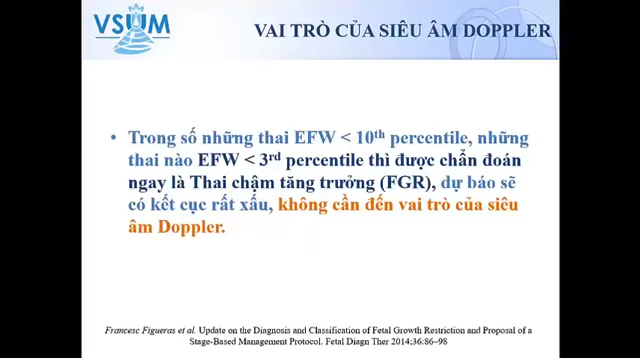 VSUM
VAI TRÒ CỦA SIÊU ÂM DOPPLER
• Trong số những thai EFW < 10th percentile, những
thai nào EFW < 3rd percentile thì được chẩn đoán
ngay là Thai chậm tăng trưởng (FGR), dự báo sẽ
có kết cục rất xấu, không cần đến vai trò của siêu
âm Doppler.
Francesc Figueras et al. Update on the Diagnosis and Classification of Fetal Growth Restriction and Proposal of a
Stage-Based Management Protocol. Fetal Diagn Ther 2014;36:86–98